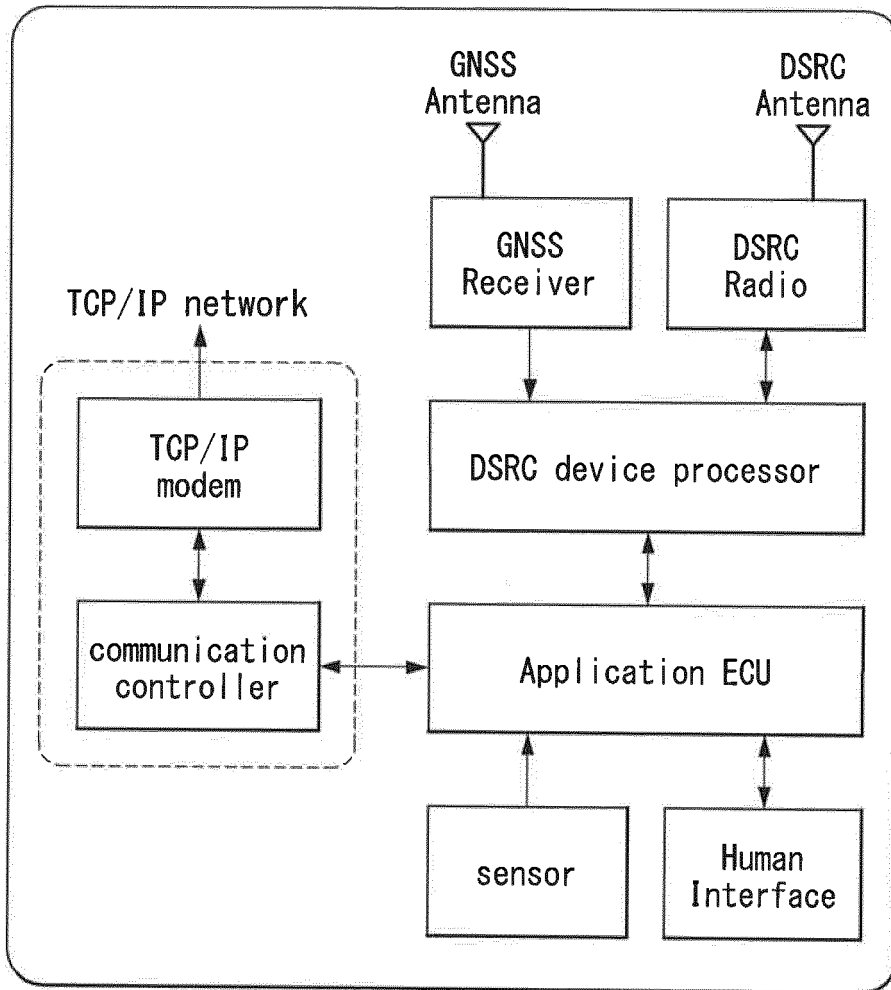 GNSS
Antenna
DSRC
Antenna
GNSS
Receiver
DSRC
Radio
TCP/IP network
TCP/IP
modem
DSRC device processor
communication
controller
Application ECU
sensor
Human
Interface